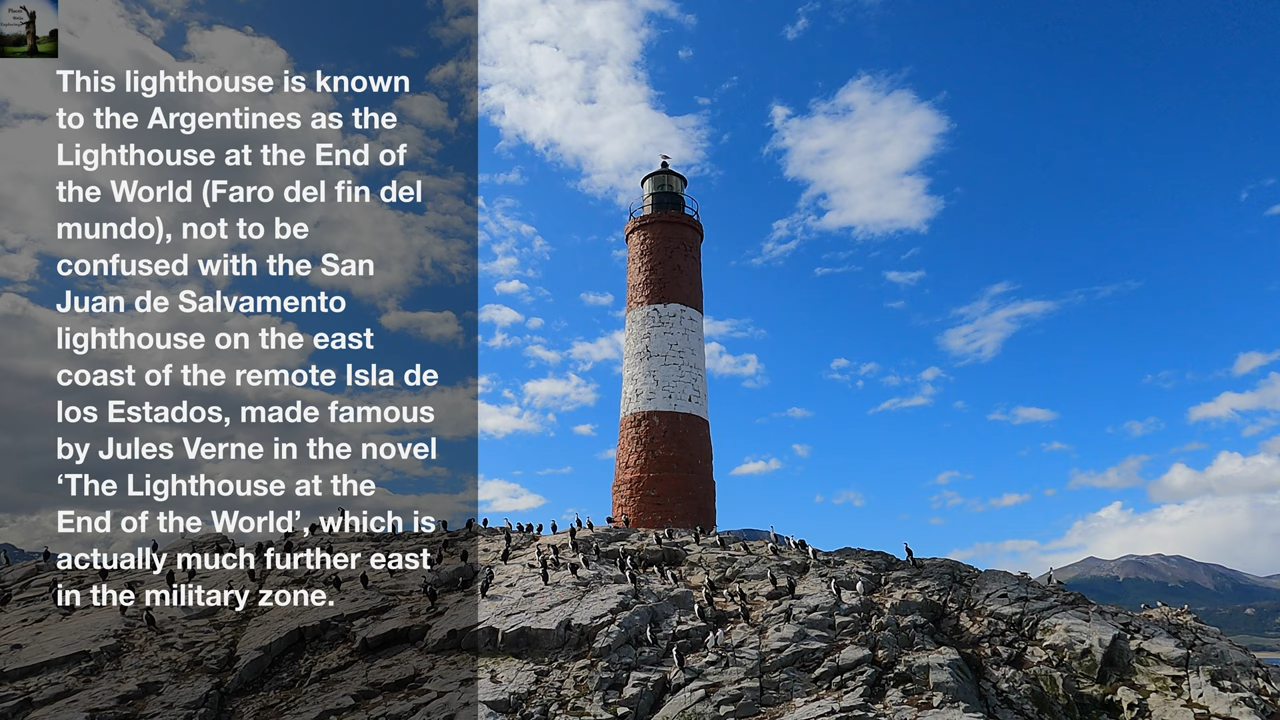 Places
Walk
Exploring
This lighthouse is known
to the Argentines as the
Lighthouse at the End of
the World (Faro del fin del
mundo), not to be
confused with the San
Juan de Salvamento
lighthouse on the east
coast of the remote Isla de
los Estados, made famous
by Jules Verne in the novel
‘The Lighthouse at the
End of the World’, which is
actually much further east
in the military zone.